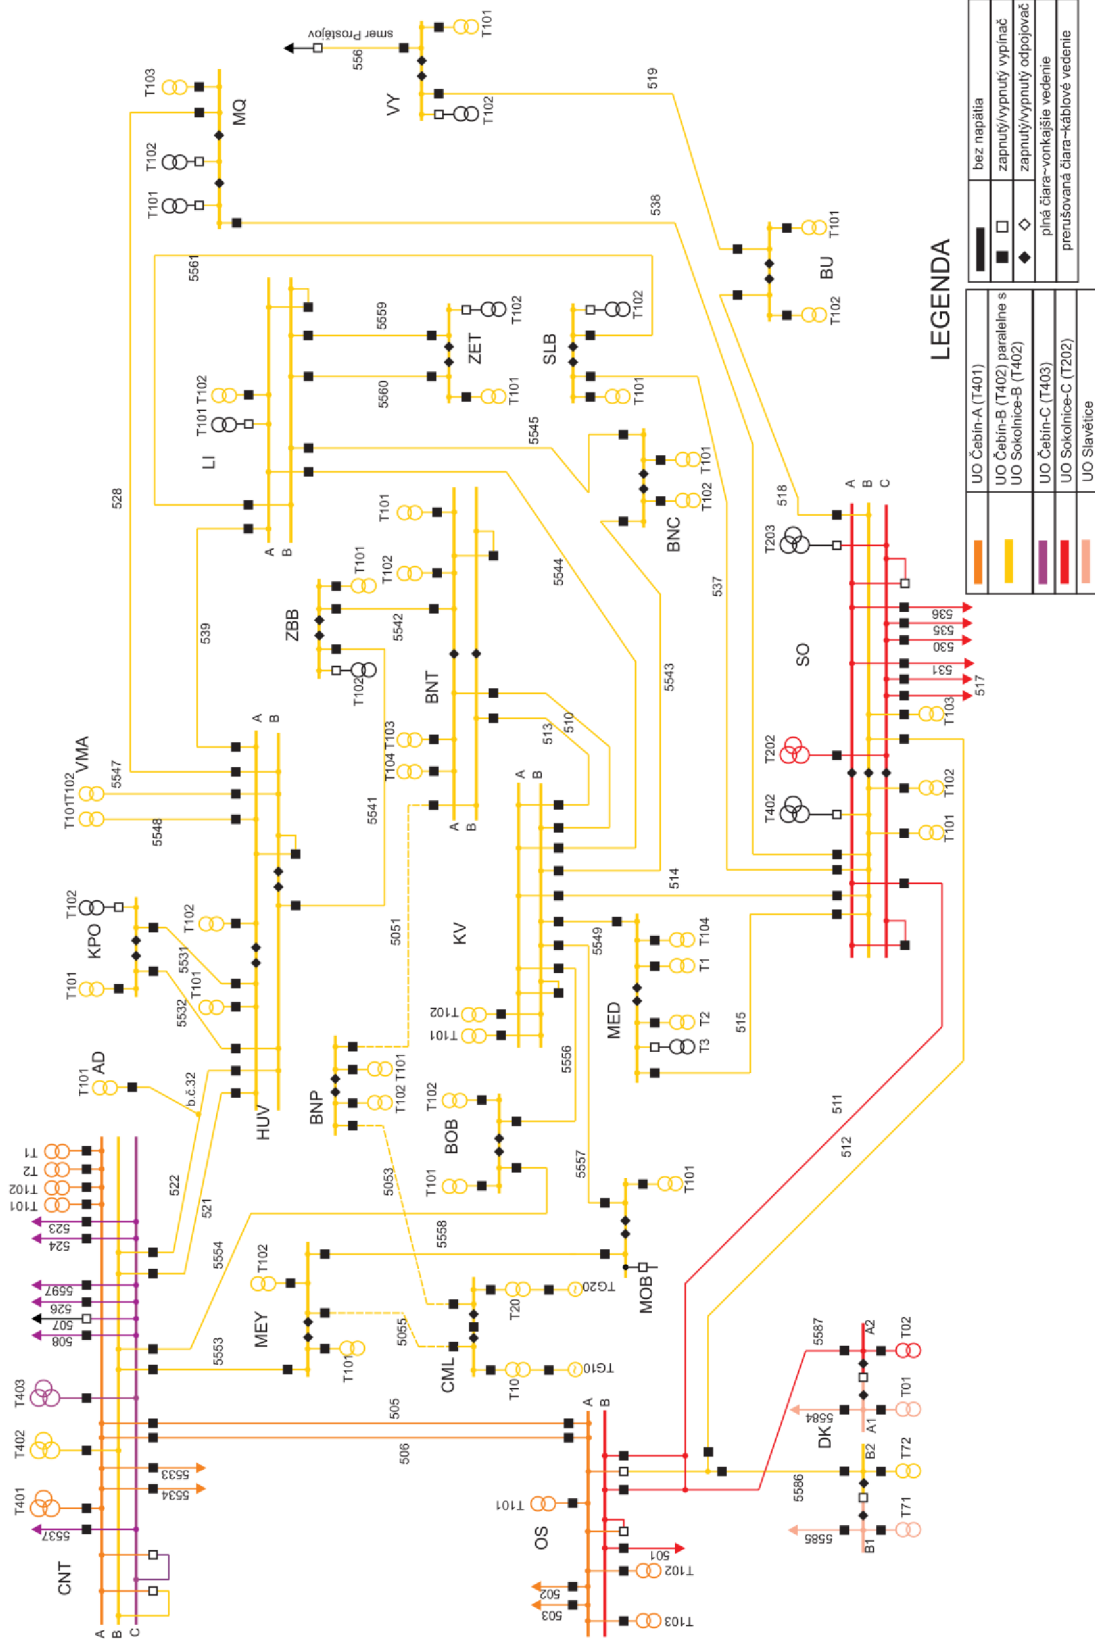 T101
smer Prostějov
556
VY
T102
519
T103
MQ
T102
T101
528
538
5561
T101
BU
T102
T102
T101
LI
A
B
5559
5560
ZET
T102
T101
SLB
T102
T101
5545
539
ZBB
T101
T102
5542
T101
T102
BNT
T103
T104
A
B
5544
BNC
T101
T102
537
5543
513
510
VMA
T101
T102
5547
5548
A
B
5541
KPO
T102
T101
5531
5532
T102
T101
HUV
AD
T101
b.č.32
5051
KV
A
B
T102
T101
514
5549
MED
T104
T1
T2
T3
515
5556
5557
BNP
T101
T102
BOB
T102
T101
5053
5558
522
521
5554
5553
MEY
T102
T101
5055
CML
T20
TG20
T10
TG10
MOB
T101
SO
A
B
C
T203
T202
T402
T103
T102
T101
518
536
535
530
531
517
511
512
CNT
A
B
C
T1
T2
T102
T101
523
524
5597
526
507
508
T403
T402
T401
5537
5533
5534
505
506
OS
A
B
T101
T102
T103
501
502
503
DK
5587
A2
T02
T01
5584
A1
B2
T72
5586
T71
5585
B1
LEGENDA
UO Čebín-A (T401)
UO Čebín-B (T402) paralelne s
UO Sokolnice-B (T402)
UO Čebín-C (T403)
UO Sokolnice-C (T202)
UO Slavětice
bez napätia
zapnutý/vypnutý vypínač
zapnutý/vypnutý odpojovač
plná čiara~vonkajšie vedenie
prerušovaná čiara~káblové vedenie